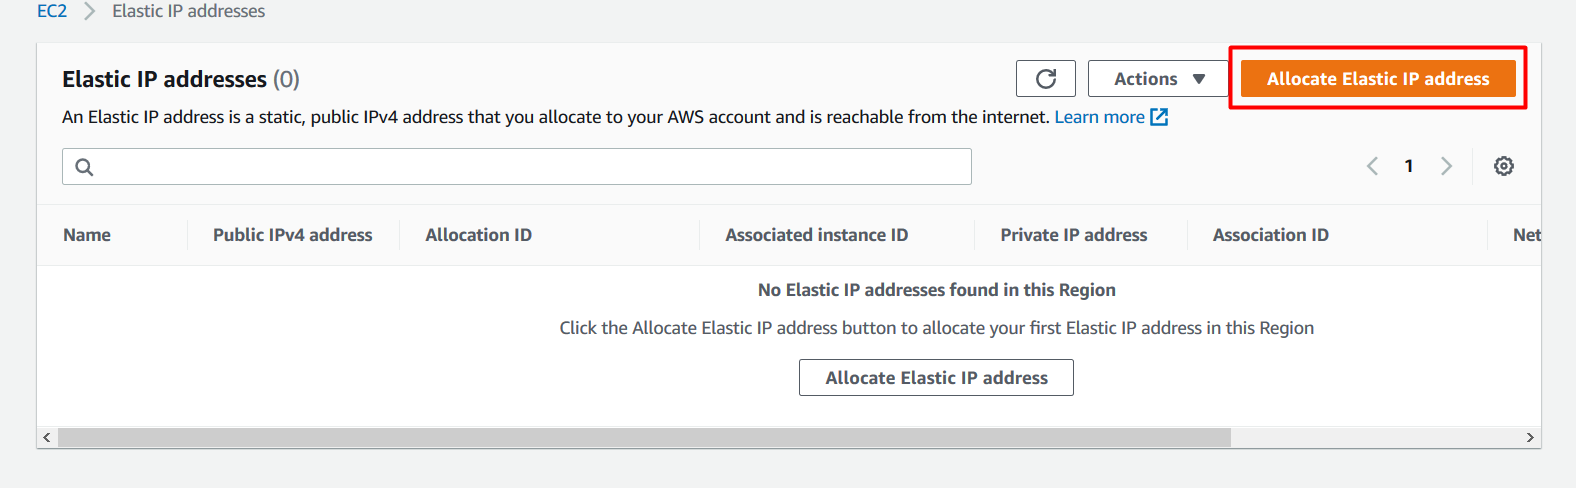 EC2 > Elastic IP addresses
Elastic IP addresses (0)
Actions
Allocate Elastic IP address
An Elastic IP address is a static, public IPv4 address that you allocate to your AWS account and is reachable from the internet. Learn more
1
Name Public IPv4 address Allocation ID Associated instance ID Private IP address Association ID Net
No Elastic IP addresses found in this Region
Click the Allocate Elastic IP address button to allocate your first Elastic IP address in this Region
Allocate Elastic IP address